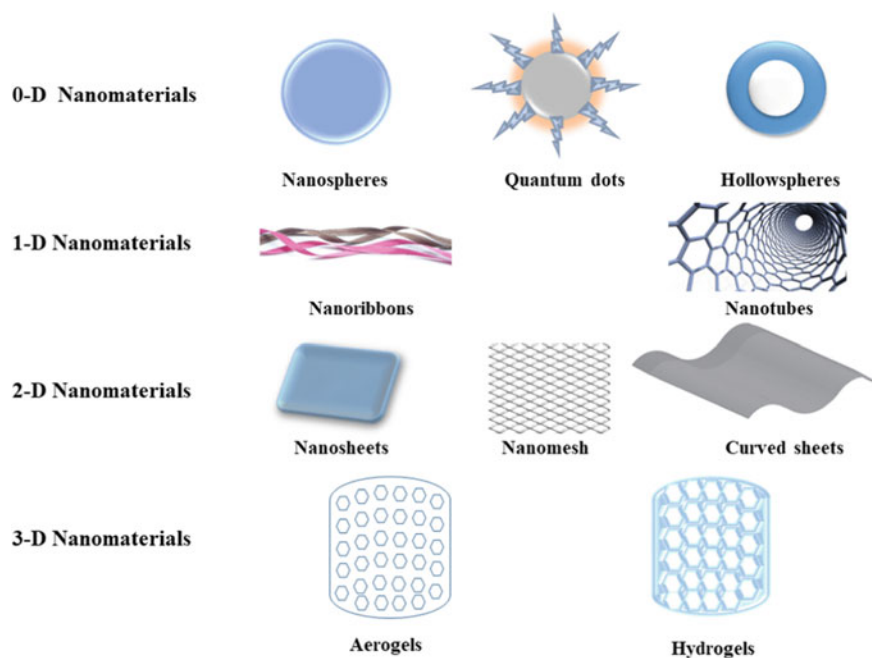 0-D Nanomaterials
Nanospheres
Quantum dots
Hollowspheres
1-D Nanomaterials
Nanoribbons
Nanotubes
2-D Nanomaterials
Nanosheets
Nanomesh
Curved sheets
3-D Nanomaterials
Aerogels
Hydrogels